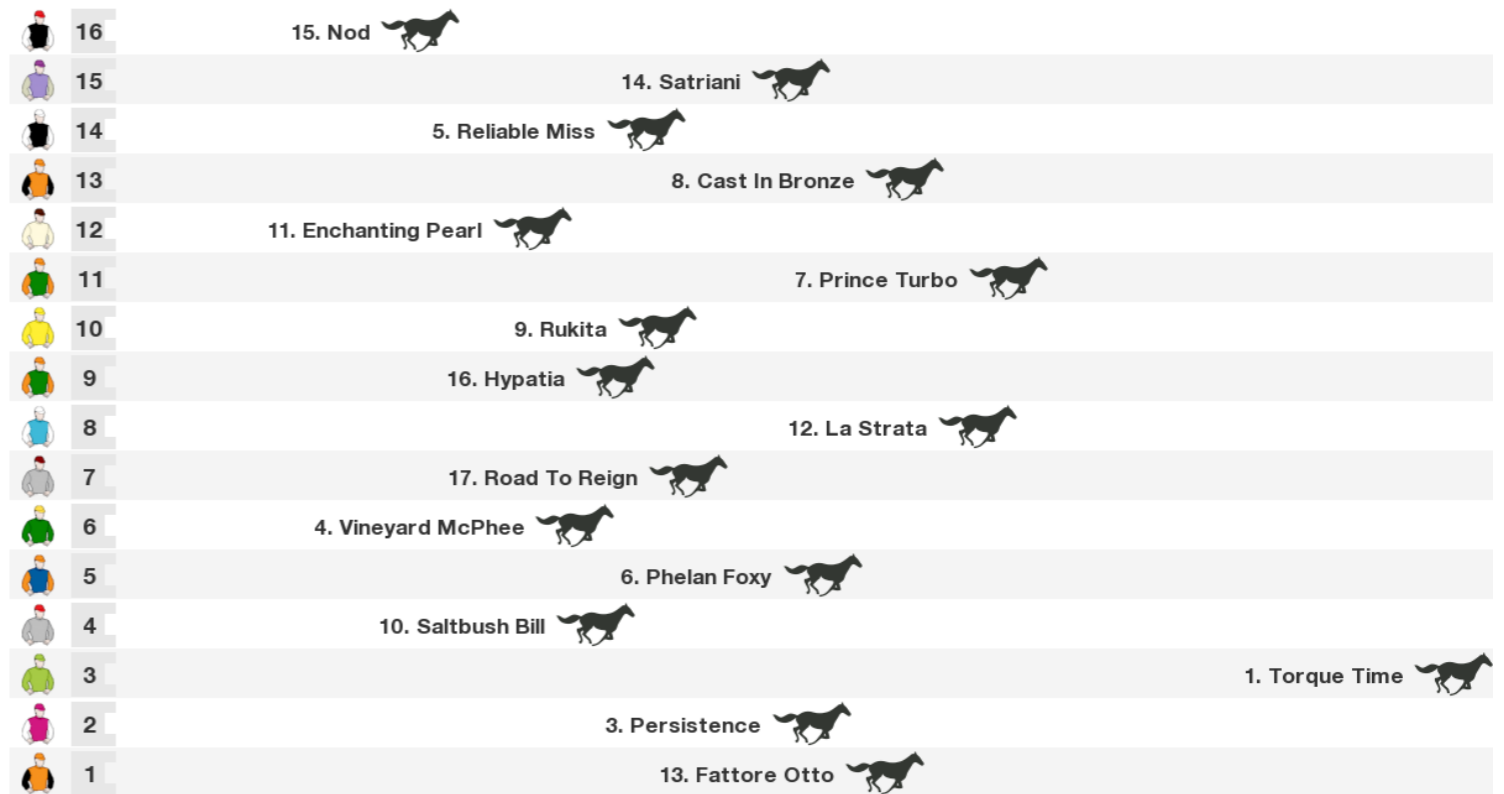 16 15. Nod
15 14. Satriani
14 5. Reliable Miss
13 8. Cast In Bronze
12 11. Enchanting Pearl
11 7. Prince Turbo
10 9. Rukita
9 16. Hypatia
8 12. La Strata
7 17. Road To Reign
6 4. Vineyard McPhee
5 6. Phelan Foxy
4 10. Saltbush Bill
3 1. Torque Time
2 3. Persistence
1 13. Fattore Otto